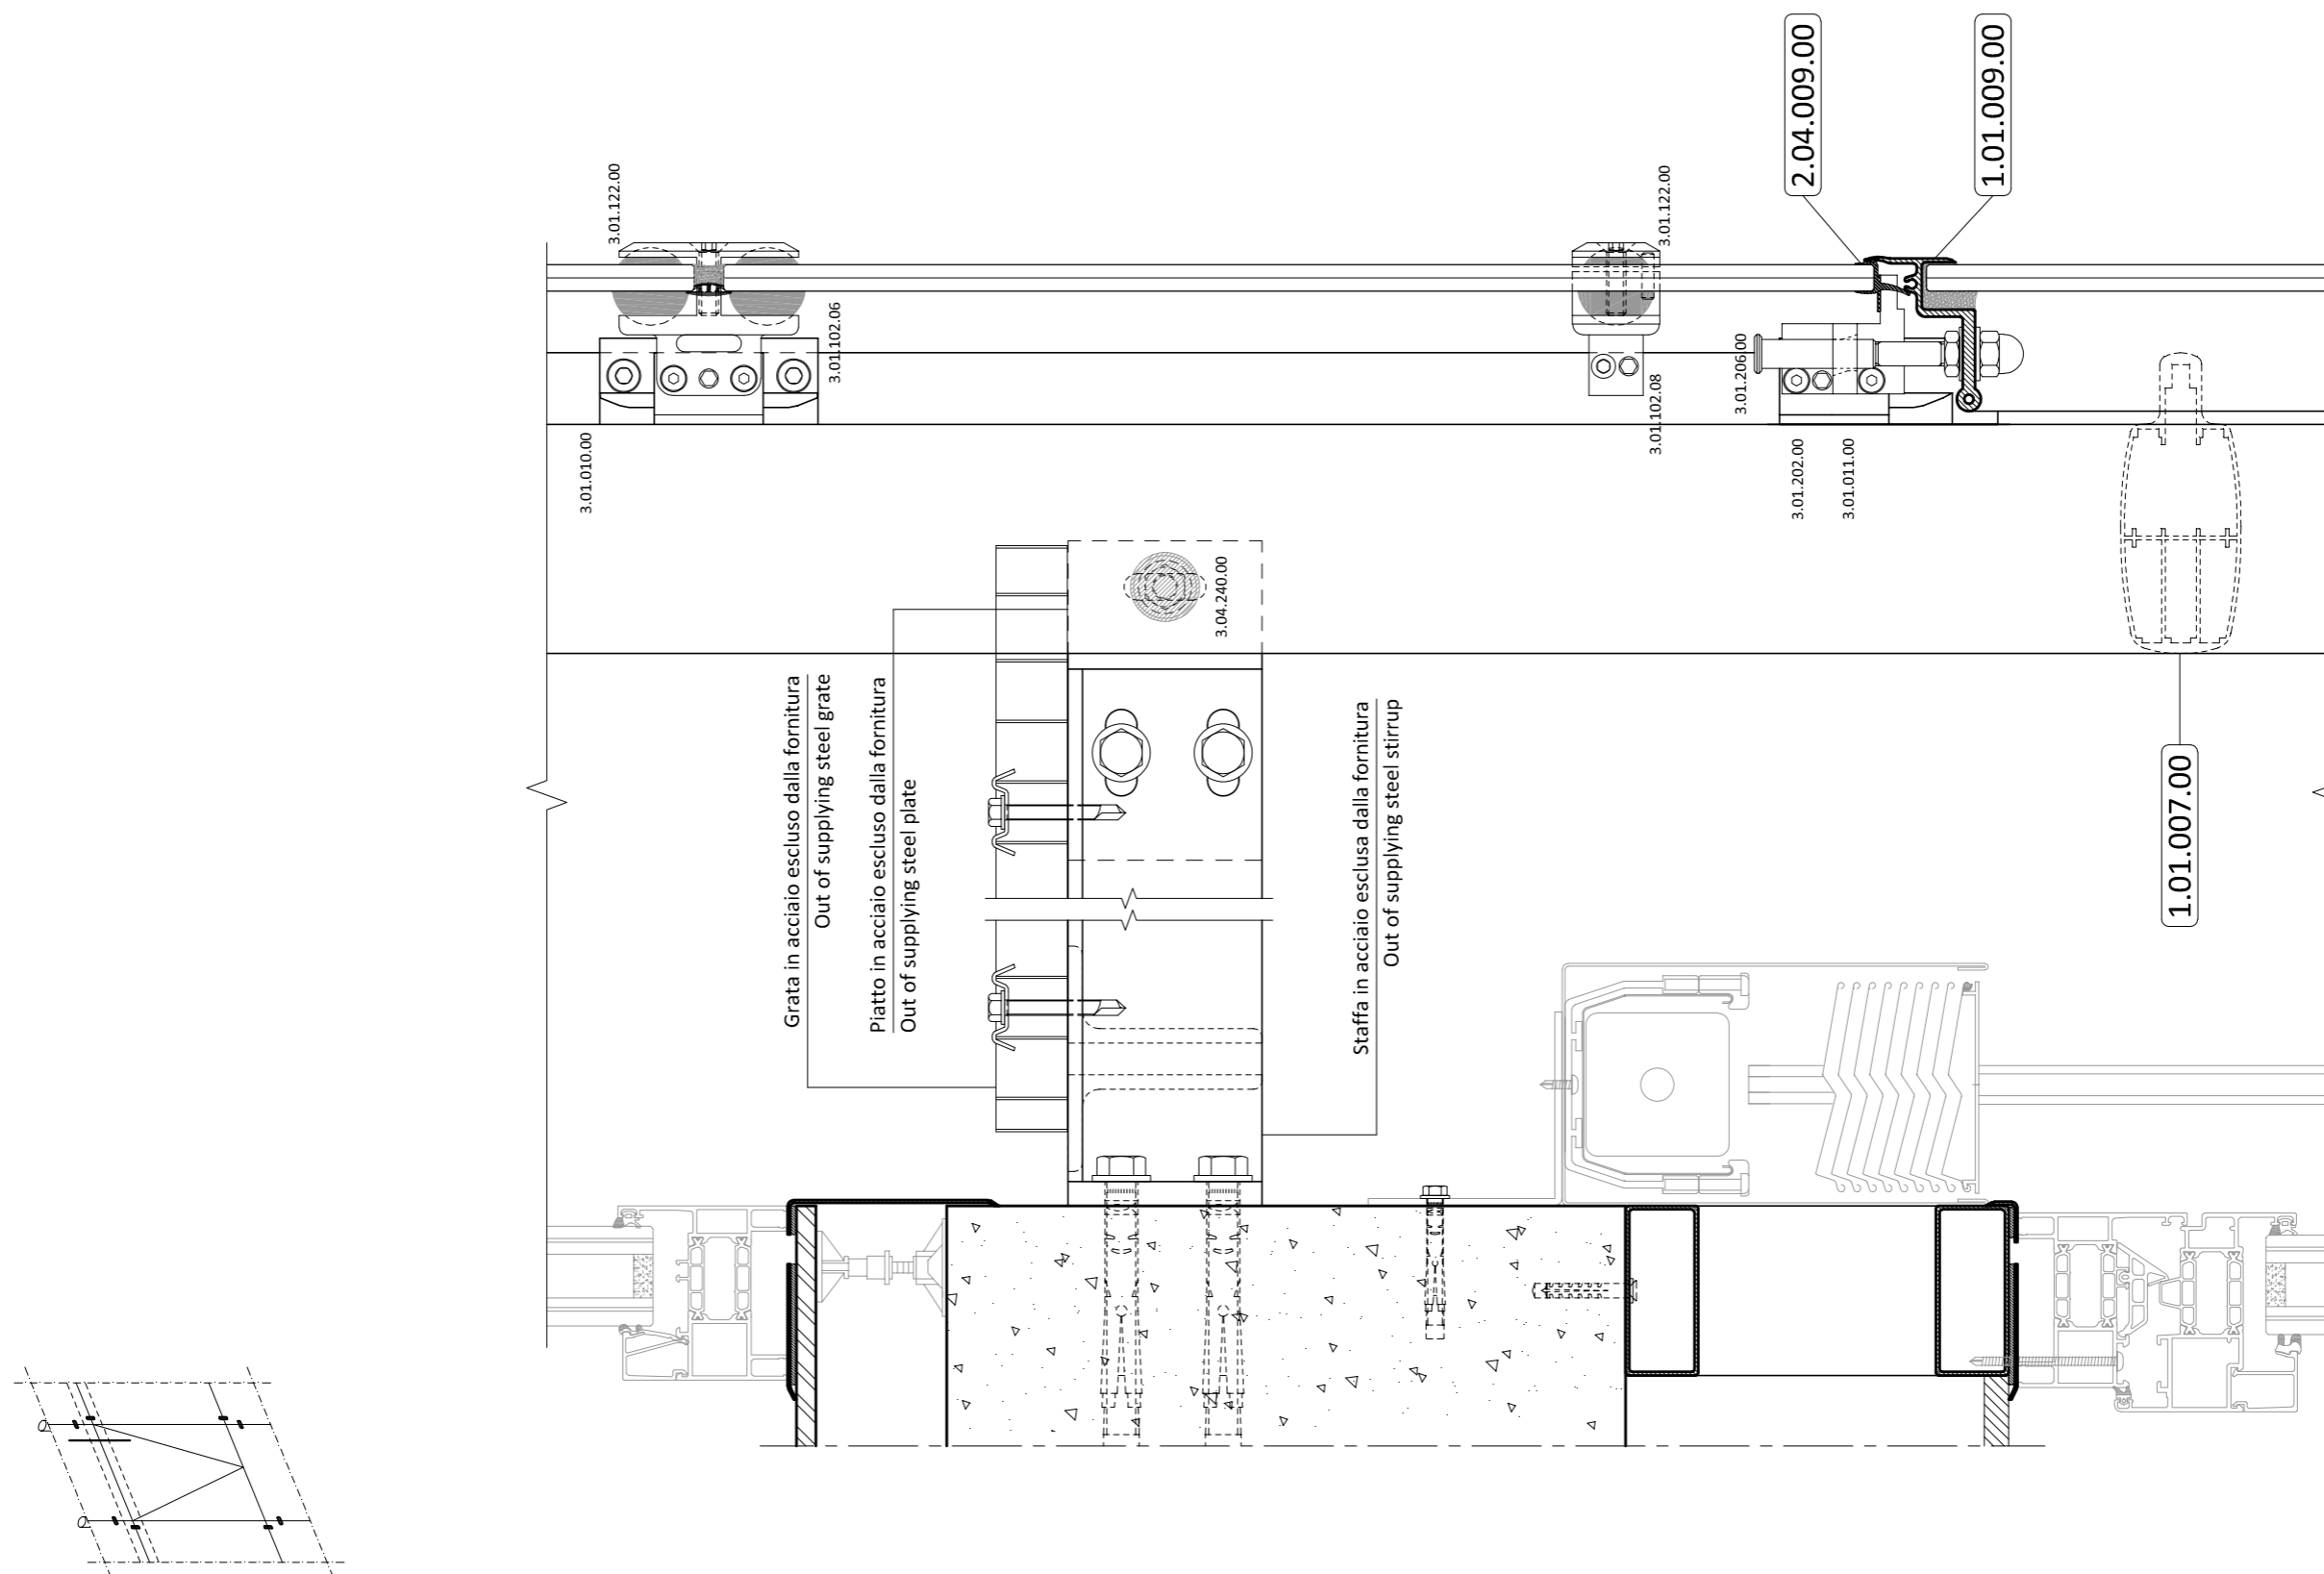 2.04.009.00
1.01.009.00
3.01.122.00
3.01.122.00
3.01.102.06
3.01.206.00
3.01.102.08
3.01.010.00
3.01.202.00
3.01.011.00
3.04.240.00
Grata in acciaio escluso dalla fornitura
Out of supplying steel grate
Piatto in acciaio escluso dalla fornitura
Out of supplying steel plate
Staffa in acciaio esclusa dalla fornitura
Out of supplying steel stirrup
1.01.007.00